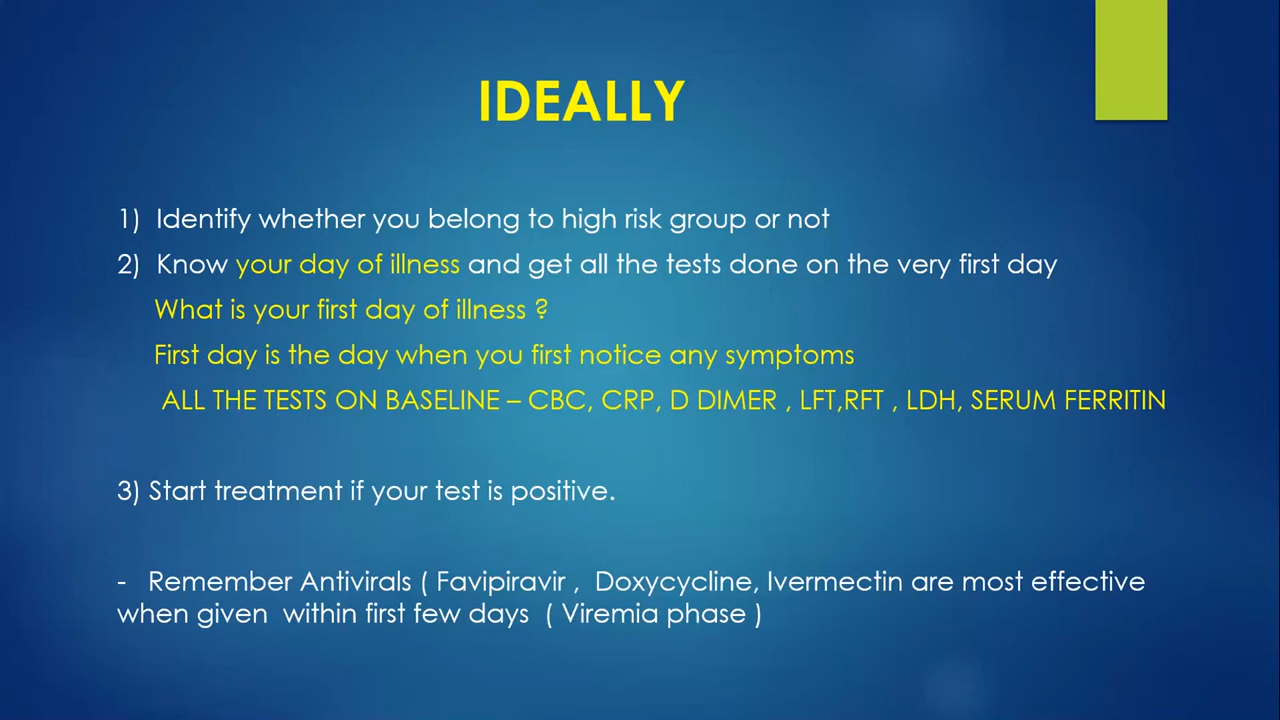 IDEALLY
1) Identify whether you belong to high risk group or not
2) Know your day of illness and get all the tests done on the very first day
What is your first day of illness ?
First day is the day when you first notice any symptoms
ALL THE TESTS ON BASELINE – CBC, CRP, D DIMER , LFT,RFT , LDH, SERUM FERRITIN
3) Start treatment if your test is positive.
- Remember Antivirals ( Favipiravir , Doxycycline, Ivermectin are most effective
when given within first few days ( Viremia phase )